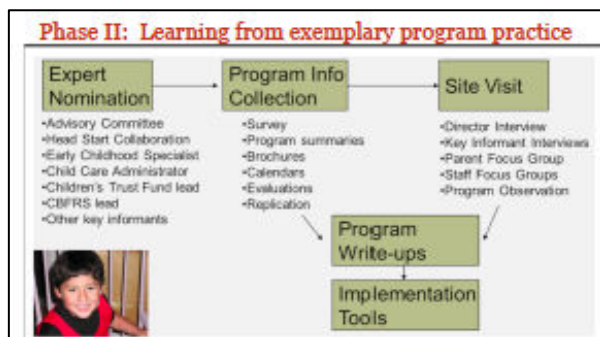 Phase II: Learning from exemplary program practice
Expert
Nomination
•Advisory Committee
•Head Start Collaboration
•Early Childhood Specialist
•Child Care Administrator
•Children's Trust Fund lead
•CBFRS lead
•Other key informants
Program Info
Collection
•Survey
•Program summaries
•Brochures
•Calendars
•Evaluations
•Replication
Site Visit
•Director Interview
•Key Informant Interviews
•Parent Focus Group
•Staff Focus Groups
•Program Observation
Program
Write-ups
Implementation
Tools